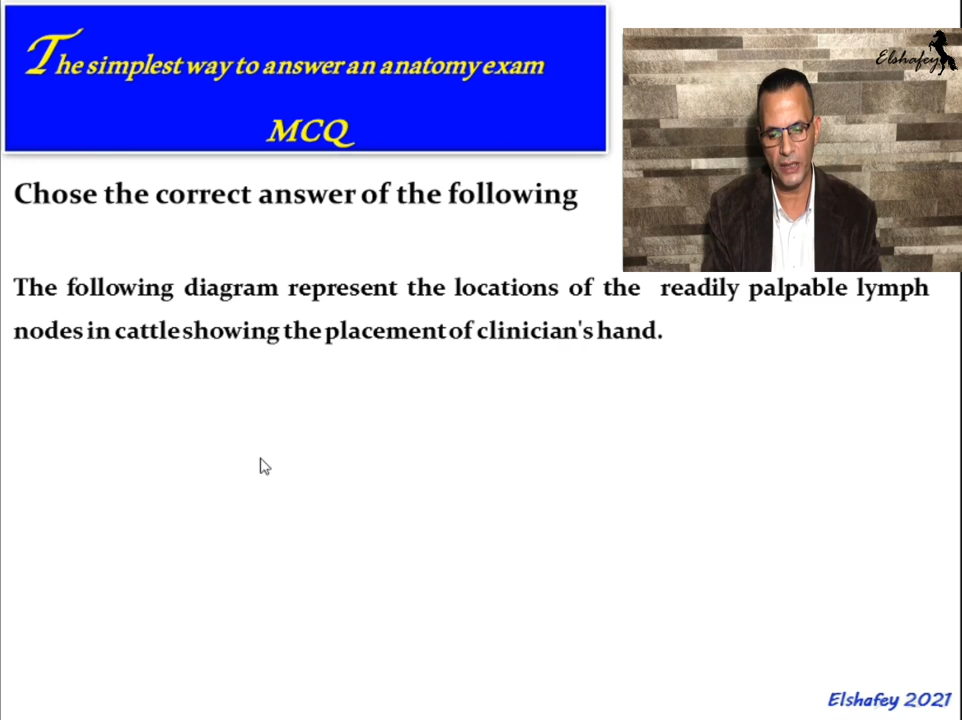 The simplest way to answer an anatomy exam
MCQ
Elshafey
Chose the correct answer of the following
The following diagram represent the locations of the readily palpable lymph
nodes in cattle showing the placement of clinician's hand.
Elshafey 2021